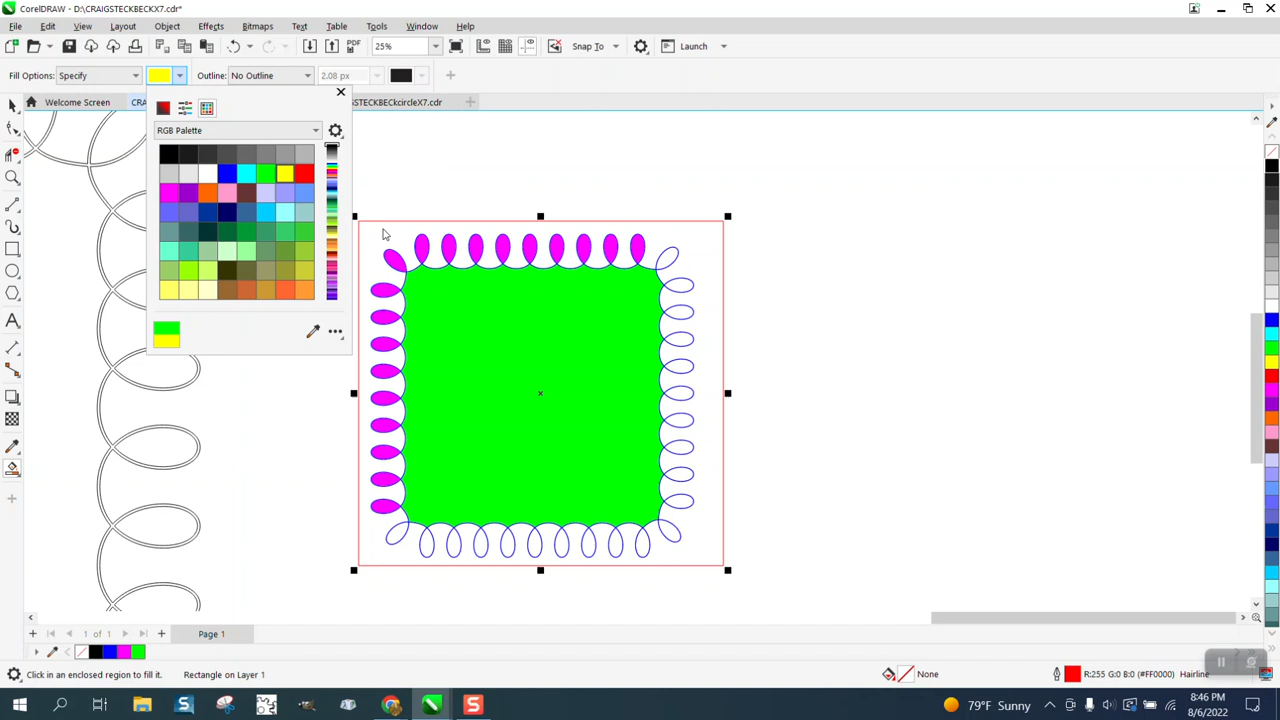 CorelDRAW - D:\CRAIGSTECKBECKX7.cdr*
File Edit View Layout Object Effects Bitmaps Text Table Tools Window Help
PDF 25% Snap To Launch
Fill Options: Specify Outline: No Outline 2.08 px
Welcome Screen CRA GSTECKBECkcircleX7.cdr
RGB Palette
1 of 1 Page 1
Click in an enclosed region to fill it. Rectangle on Layer 1 None R:255 G:0 B:0 (#FF0000) Hairline
79°F Sunny 8:46 PM
8/6/2022